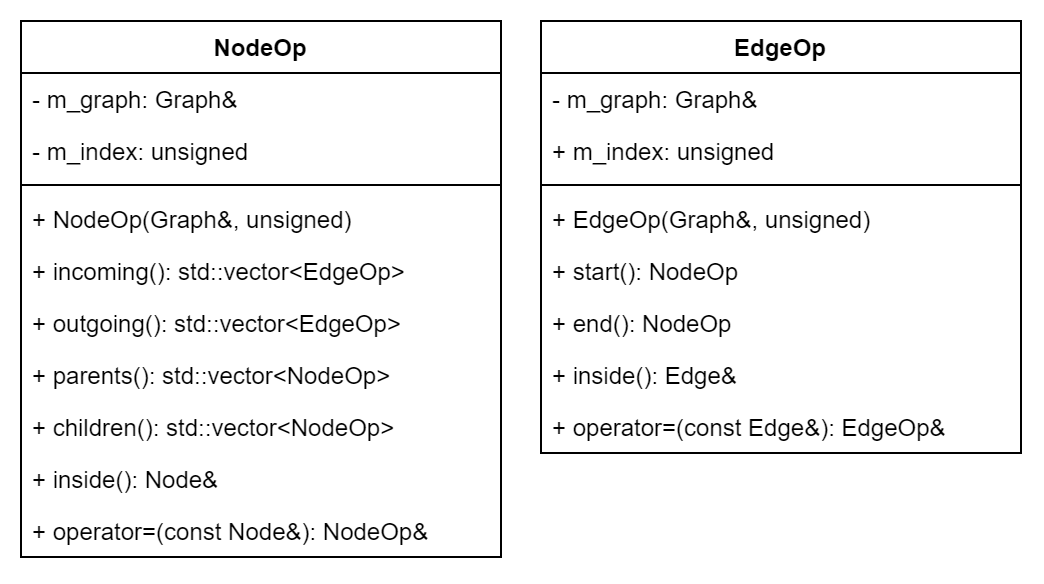 NodeOp
- m_graph: Graph&
- m_index: unsigned
+ NodeOp(Graph&, unsigned)
+ incoming(): std::vector<EdgeOp>
+ outgoing(): std::vector<EdgeOp>
+ parents(): std::vector<NodeOp>
+ children(): std::vector<NodeOp>
+ inside(): Node&
+ operator=(const Node&): NodeOp&
EdgeOp
- m_graph: Graph&
+ m_index: unsigned
+ EdgeOp(Graph&, unsigned)
+ start(): NodeOp
+ end(): NodeOp
+ inside(): Edge&
+ operator=(const Edge&): EdgeOp&